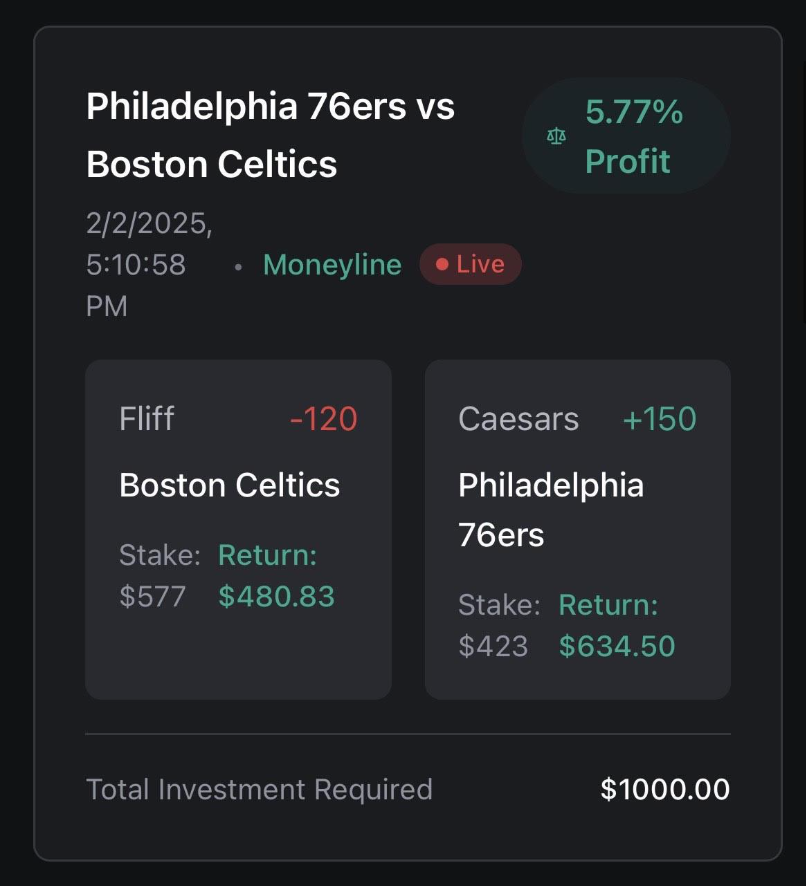 Philadelphia 76ers vs
Boston Celtics
5.77%
Profit
2/2/2025,
5:10:58
PM
• Moneyline
Live
Fliff -120
Boston Celtics
Stake: Return:
$577 $480.83
Caesars +150
Philadelphia
76ers
Stake: Return:
$423 $634.50
Total Investment Required $1000.00